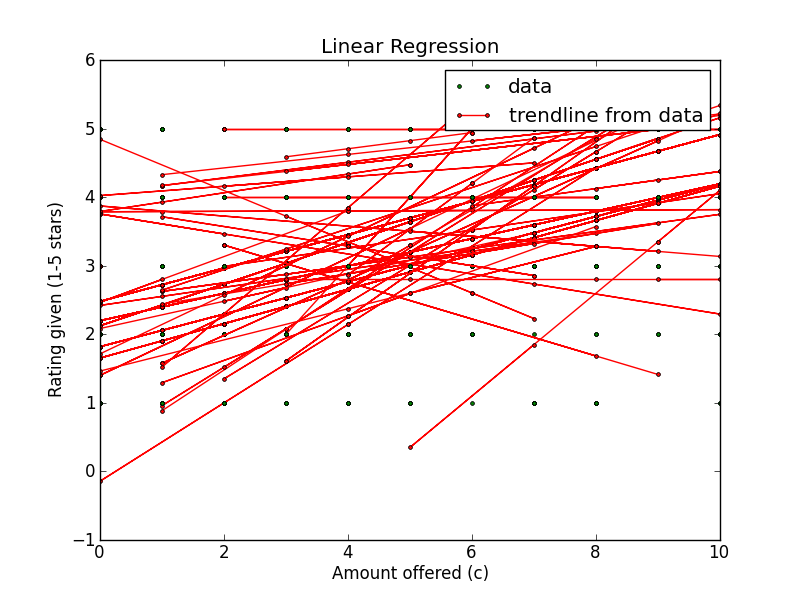 Linear Regression
data
trendline from data
6
5
4
3
2
1
0
−1
Rating given (1-5 stars)
0 2 4 6 8 10
Amount offered (c)